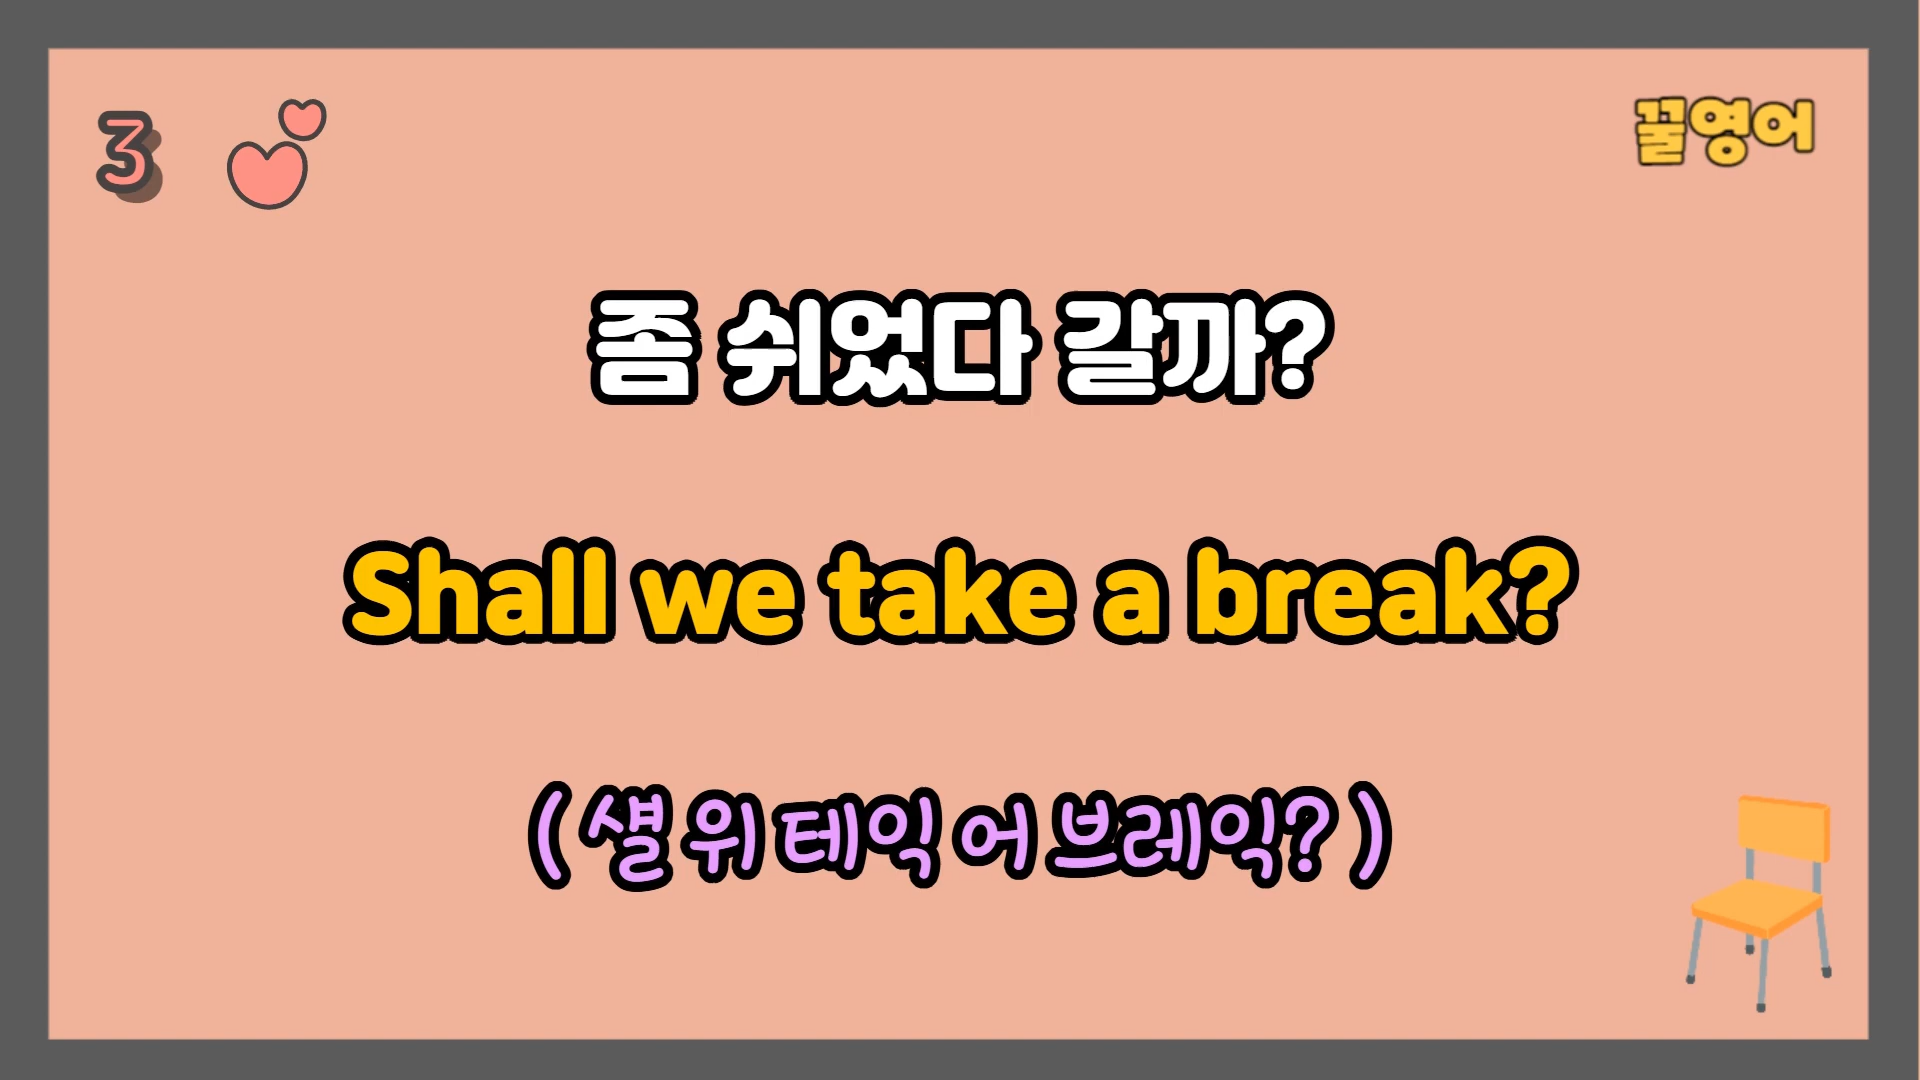 3
꿀영어
좀 쉬었다 갈까?
Shall we take a break?
( 셸 위 테익 어 브레익? )